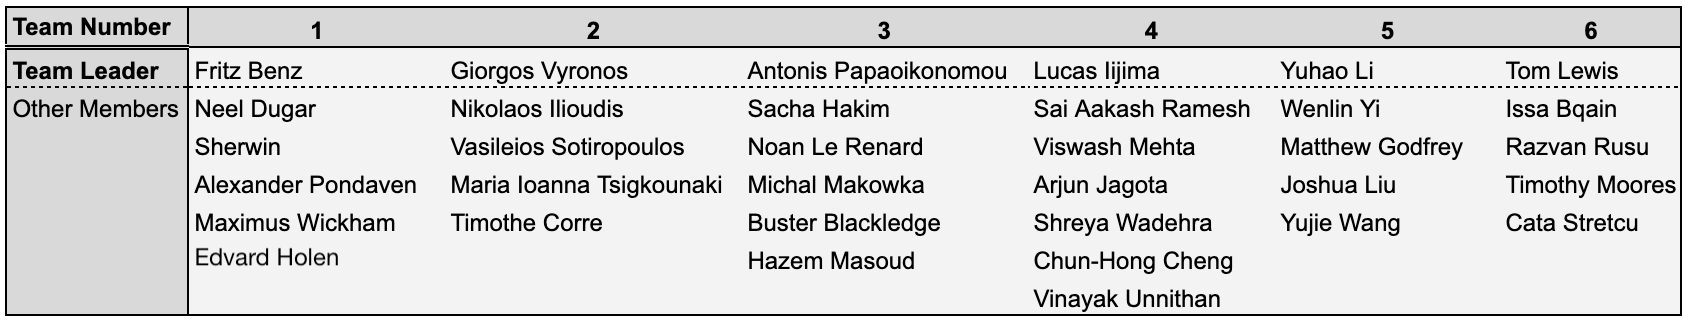 Team Number 1 2 3 4 5 6
Team Leader Fritz Benz Giorgos Vyronos Antonis Papaoikonomou Lucas Iijima Yuhao Li Tom Lewis
Other Members Neel Dugar Nikolaos Ilioudis Sacha Hakim Sai Aakash Ramesh Wenlin Yi Issa Bqain
Sherwin Vasileios Sotiropoulos Noan Le Renard Viswash Mehta Matthew Godfrey Razvan Rusu
Alexander Pondaven Maria Ioanna Tsigkounaki Michal Makowka Arjun Jagota Joshua Liu Timothy Moores
Maximus Wickham Timothe Corre Buster Blackledge Shreya Wadehra Yujie Wang Cata Stretcu
Edvard Holen Hazem Masoud Chun-Hong Cheng
Vinayak Unnithan